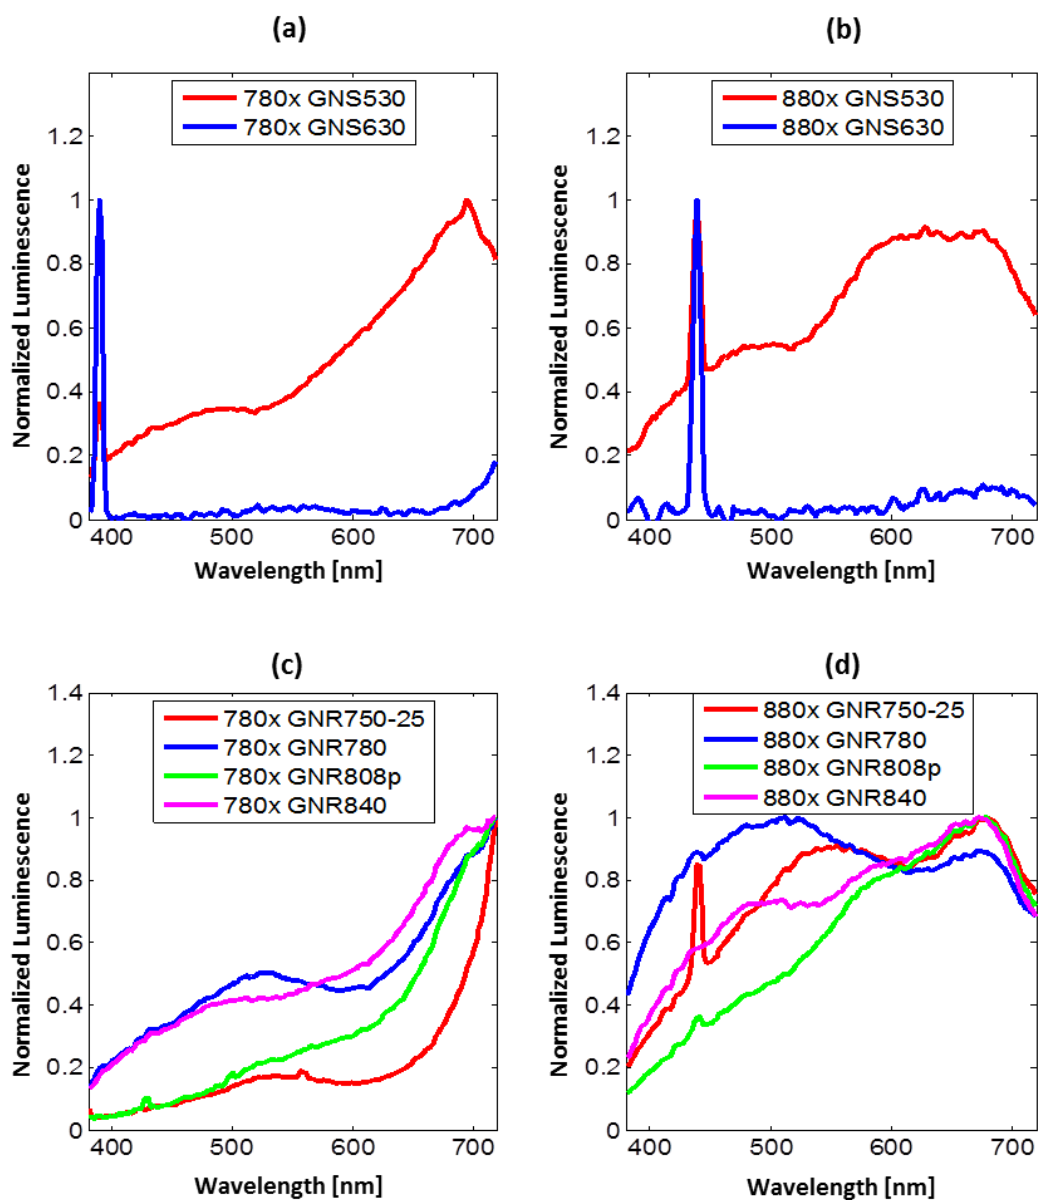 (a)
780x GNS530
780x GNS630
Normalized Luminescence
1.2
1
0.8
0.6
0.4
0.2
0
400
500
600
700
Wavelength [nm]
(b)
880x GNS530
880x GNS630
Normalized Luminescence
1.2
1
0.8
0.6
0.4
0.2
0
400
500
600
700
Wavelength [nm]
(c)
780x GNR750-25
780x GNR780
780x GNR808p
780x GNR840
Normalized Luminescence
1.4
1.2
1
0.8
0.6
0.4
0.2
0
400
500
600
700
Wavelength [nm]
(d)
880x GNR750-25
880x GNR780
880x GNR808p
880x GNR840
Normalized Luminescence
1.4
1.2
1
0.8
0.6
0.4
0.2
0
400
500
600
700
Wavelength [nm]